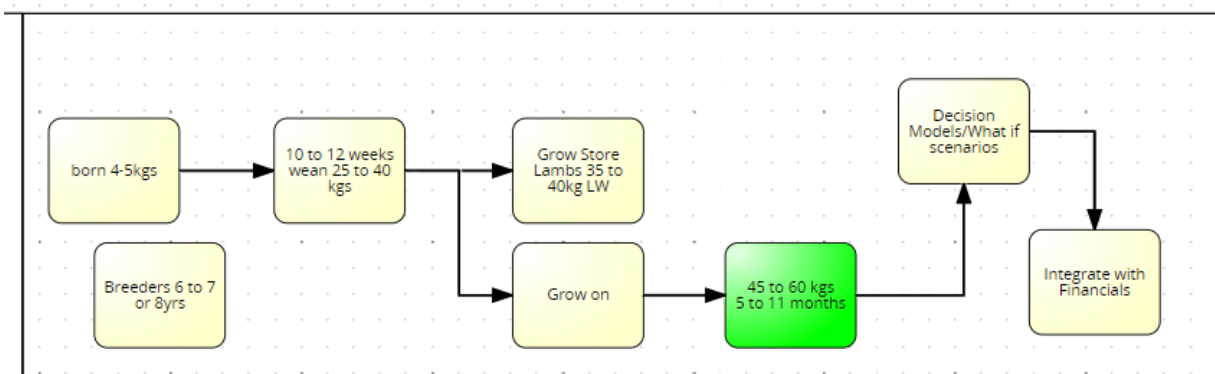 born 4-5kgs
10 to 12 weeks
wean 25 to 40
kgs
Grow Store
Lambs 35 to
40kg LW
Decision
Models/What if
scenarios
Breeders 6 to 7
or 8yrs
Grow on
45 to 60 kgs
5 to 11 months
Integrate with
Financials